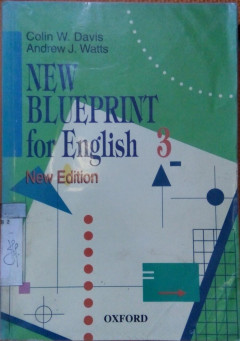 Colin W. Davis
Andrew J. Watts
NEW
BLUEPRINT
for English 3
New Edition
OXFORD